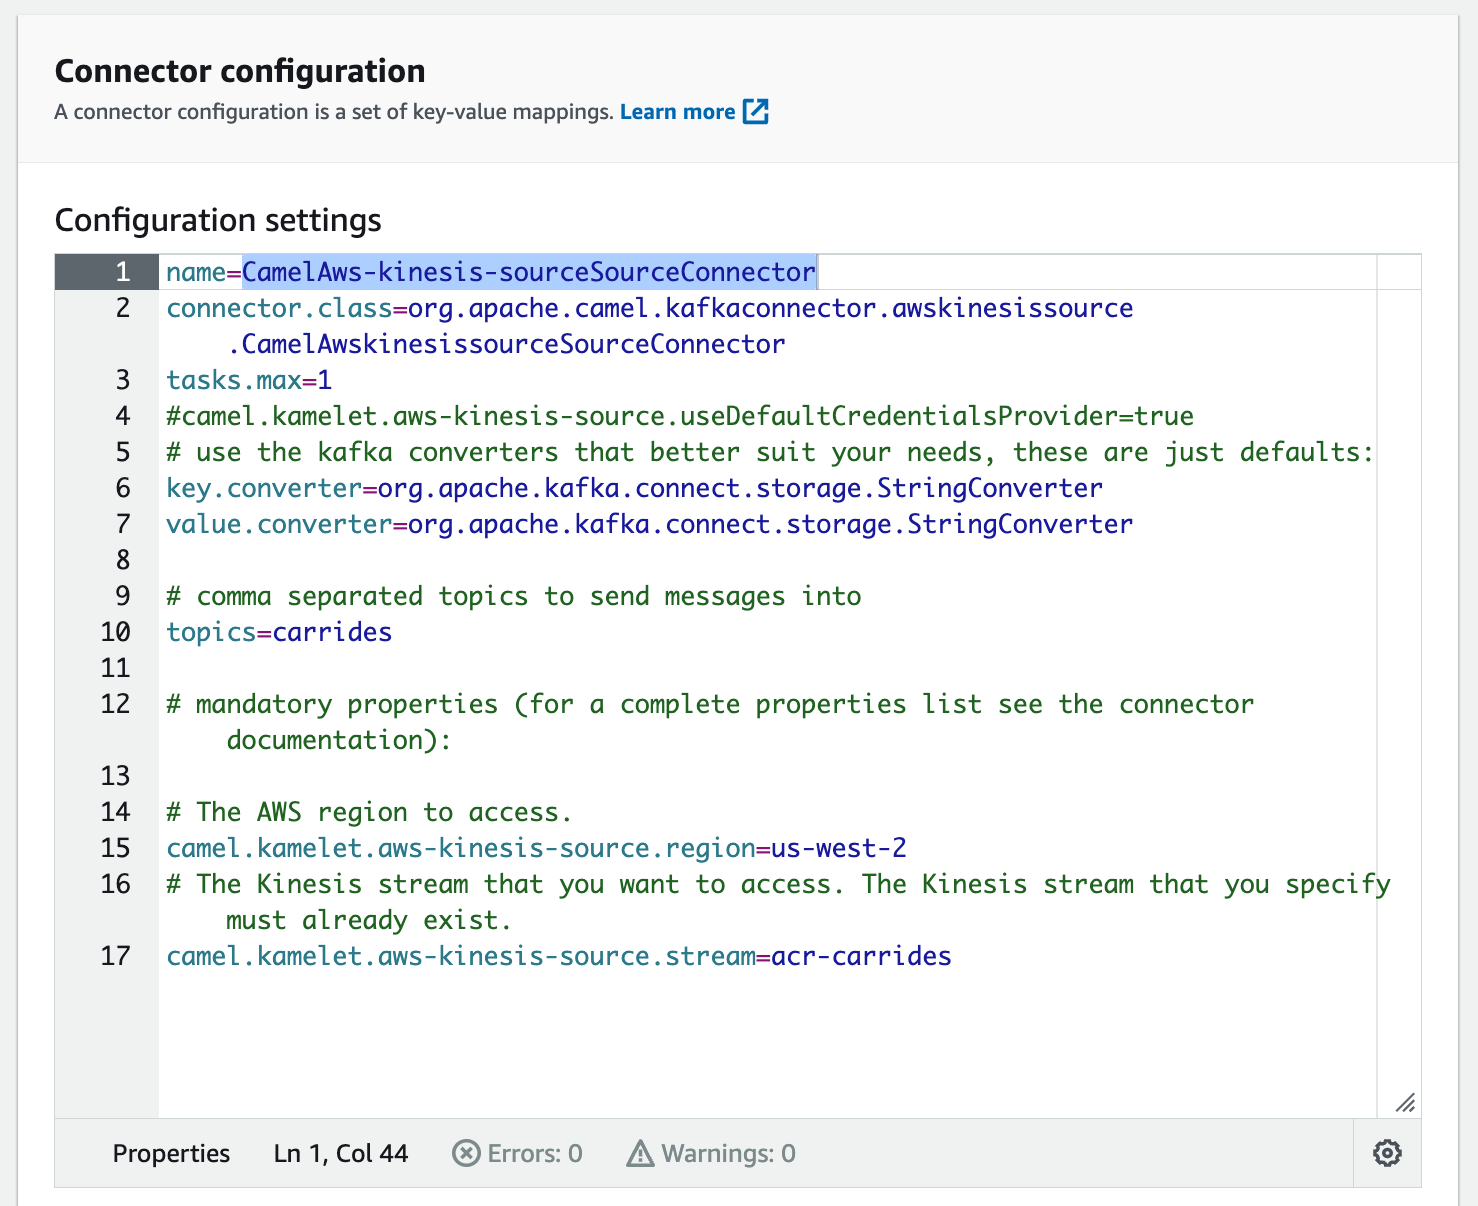 Connector configuration
A connector configuration is a set of key-value mappings. Learn more
Configuration settings
1 name=CamelAws-kinesis-sourceSourceConnector
2 connector.class=org.apache.camel.kafkaconnector.awskinesissource
.CamelAwskinesissourceSourceConnector
3 tasks.max=1
4 #camel.kamelet.aws-kinesis-source.useDefaultCredentialsProvider=true
5 # use the kafka converters that better suit your needs, these are just defaults:
6 key.converter=org.apache.kafka.connect.storage.StringConverter
7 value.converter=org.apache.kafka.connect.storage.StringConverter
8
9 # comma separated topics to send messages into
10 topics=carrides
11
12 # mandatory properties (for a complete properties list see the connector
documentation):
13
14 # The AWS region to access.
15 camel.kamelet.aws-kinesis-source.region=us-west-2
16 # The Kinesis stream that you want to access. The Kinesis stream that you specify
must already exist.
17 camel.kamelet.aws-kinesis-source.stream=acr-carrides
Properties Ln 1, Col 44 Errors: 0 Warnings: 0